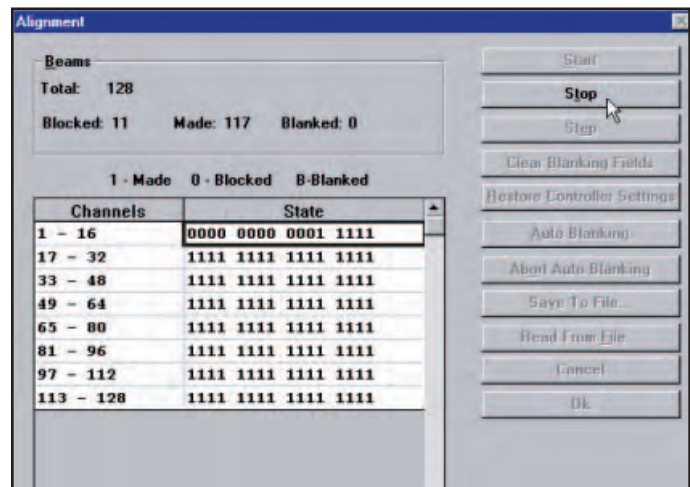 Alignment
Beams
Total: 128
Blocked: 11 Made: 117 Blanked: 0
1 - Made 0 - Blocked B-Blanked
Channels State
1 - 16 0000 0000 0001 1111
17 - 32 1111 1111 1111 1111
33 - 48 1111 1111 1111 1111
49 - 64 1111 1111 1111 1111
65 - 80 1111 1111 1111 1111
81 - 96 1111 1111 1111 1111
97 - 112 1111 1111 1111 1111
113 - 128 1111 1111 1111 1111
Start
Stop
Step
Clear Blanking Fields
Restore Controller Settings
Auto Blanking
Abort Auto Blanking
Save To File...
Read From File
Cancel
Ok